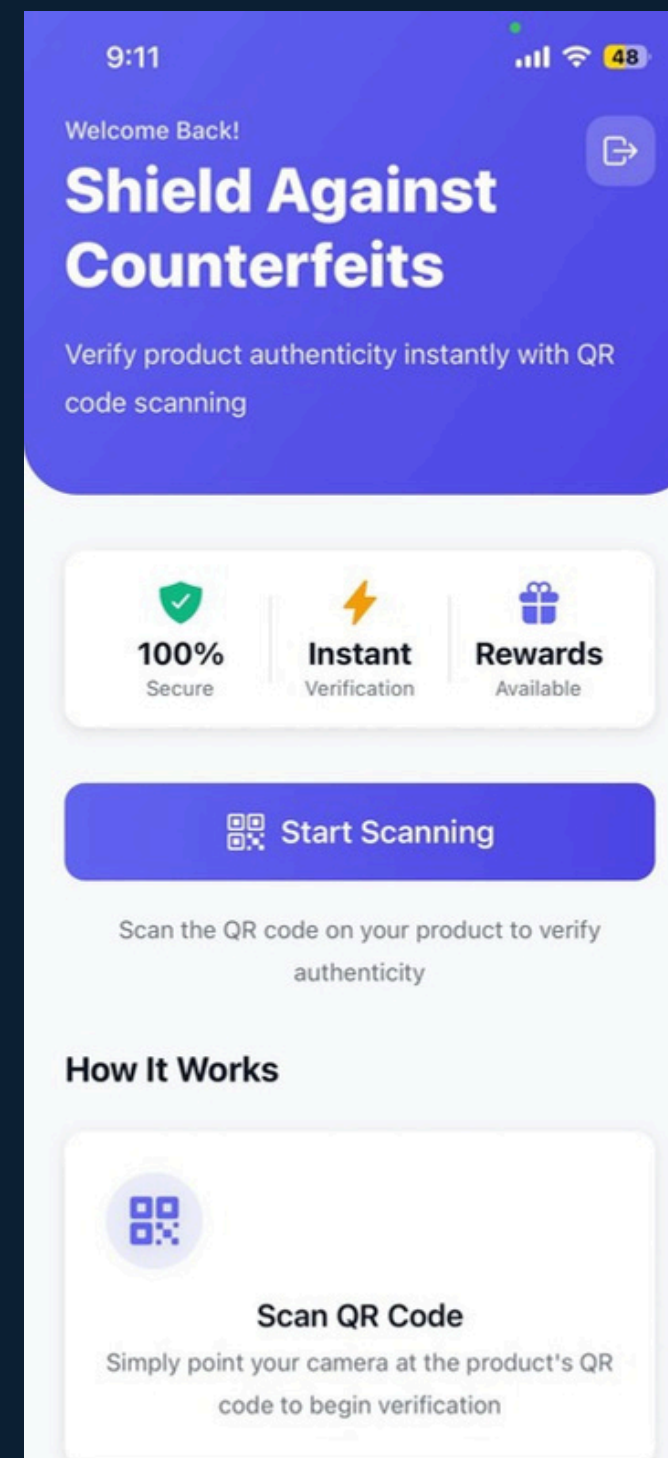 9:11
48
Welcome Back!
Shield Against
Counterfeits
Verify product authenticity instantly with QR
code scanning
100%
Instant
Rewards
Secure
Verification
Available
Start Scanning
Scan the QR code on your product to verify
authenticity
How It Works
Scan QR Code
Simply point your camera at the product's QR
code to begin verification